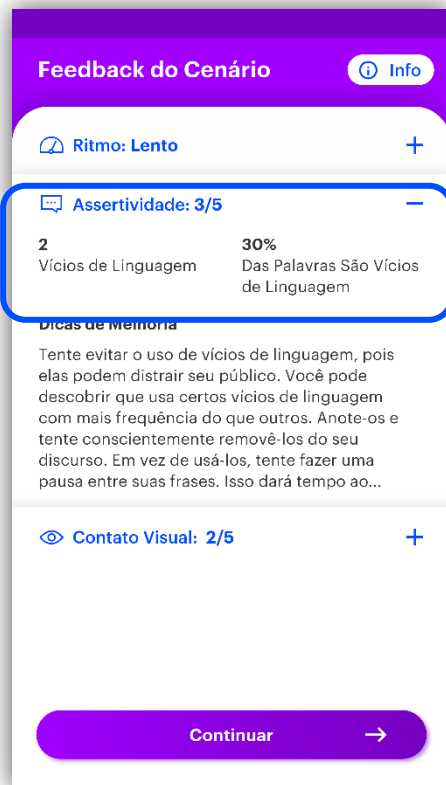 Feedback do Cenário
Info
Ritmo: Lento
Assertividade: 3/5
2
Vícios de Linguagem
30%
Das Palavras São Vícios
de Linguagem
Dicas de Melhoria
Tente evitar o uso de vícios de linguagem, pois
elas podem distrair seu público. Você pode
descobrir que usa certos vícios de linguagem
com mais frequência do que outros. Anote-os e
tente conscientemente removê-los do seu
discurso. Em vez de usá-los, tente fazer uma
pausa entre suas frases. Isso dará tempo ao...
Contato Visual: 2/5
Continuar